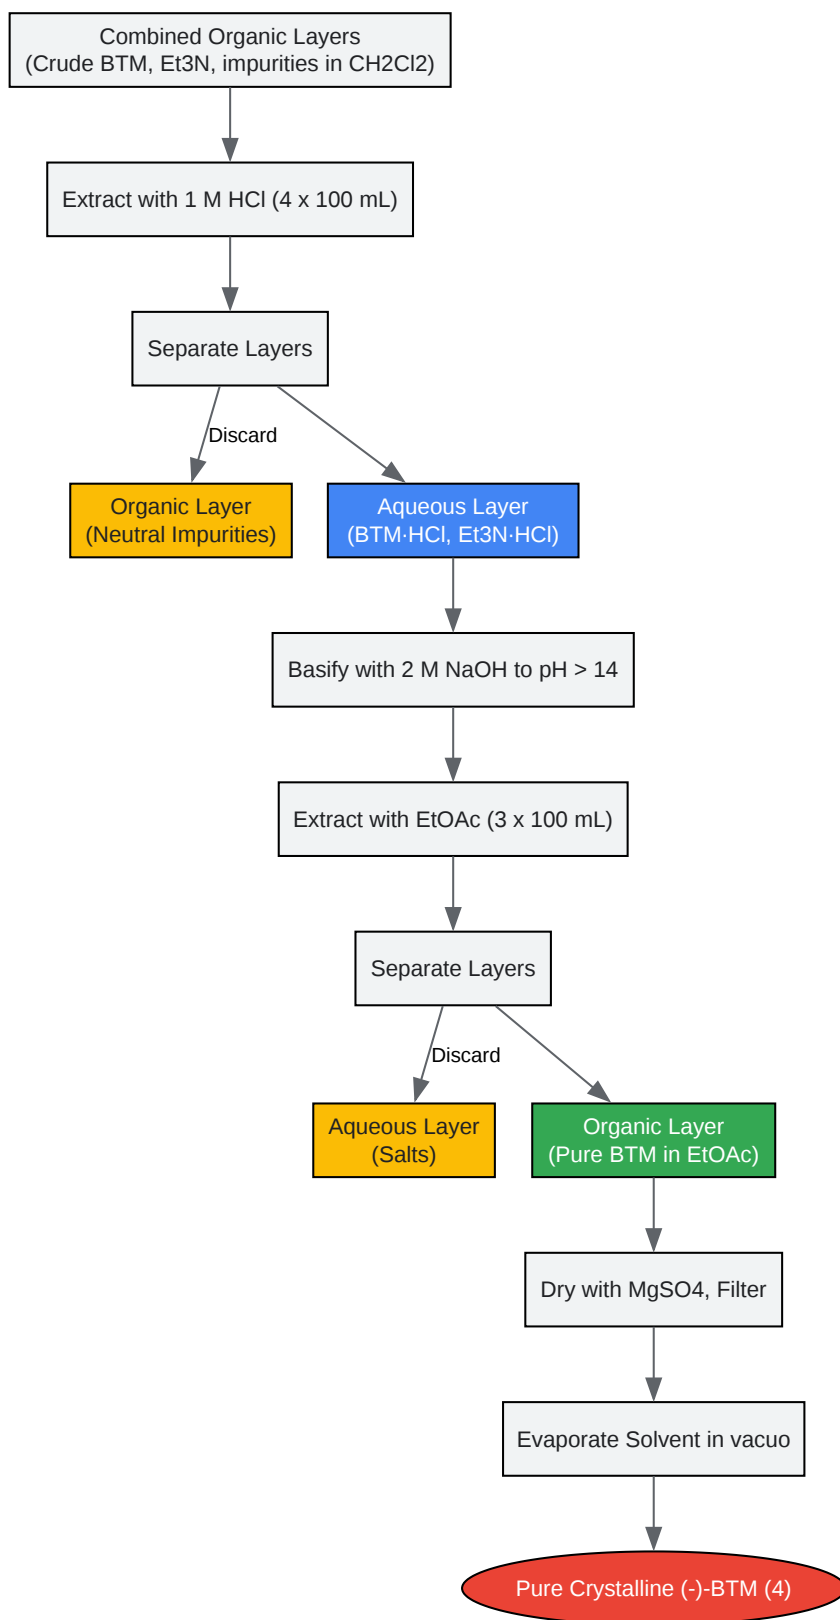 Combined Organic Layers
(Crude BTM, Et3N, impurities in CH2Cl2)
Extract with 1 M HCl (4 x 100 mL)
Separate Layers
Discard
Organic Layer
(Neutral Impurities)
Aqueous Layer
(BTM·HCl, Et3N·HCl)
Basify with 2 M NaOH to pH > 14
Extract with EtOAc (3 x 100 mL)
Separate Layers
Discard
Aqueous Layer
(Salts)
Organic Layer
(Pure BTM in EtOAc)
Dry with MgSO4, Filter
Evaporate Solvent in vacuo
Pure Crystalline (-)-BTM (4)